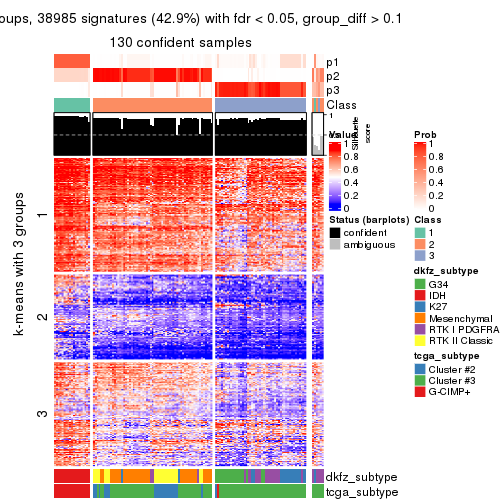 oups, 38985 signatures (42.9%) with fdr < 0.05, group_diff > 0.1
130 confident samples
p1
p2
p3
Class
1
Silhouette
score
Value
1
0.8
0.6
0.4
0.2
0
Prob
1
0.8
0.6
0.4
0.2
0
Status (barplots)
confident
ambiguous
Class
1
2
3
dkfz_subtype
G34
IDH
K27
Mesenchymal
RTK I PDGFRA
RTK II Classic
tcga_subtype
Cluster #2
Cluster #3
G-CIMP+
k-means with 3 groups
1
2
3
dkfz_subtype
tcga_subtype